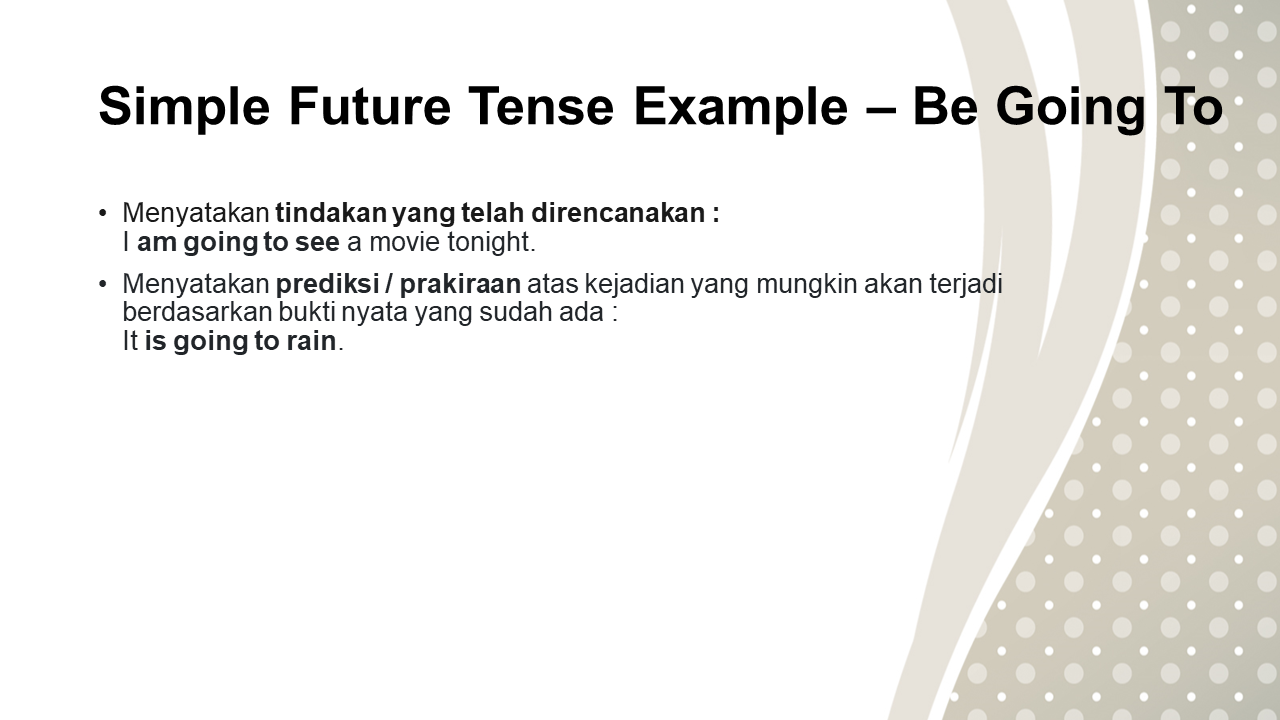 Simple Future Tense Example – Be Going To
• Menyatakan tindakan yang telah direncanakan :
I am going to see a movie tonight.
• Menyatakan prediksi / prakiraan atas kejadian yang mungkin akan terjadi
berdasarkan bukti nyata yang sudah ada :
It is going to rain.